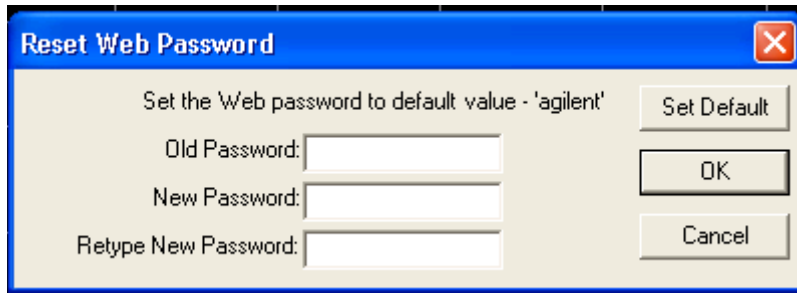 Reset Web Password
Set the Web password to default value - 'agilent'
Set Default
Old Password:
OK
New Password:
Retype New Password:
Cancel